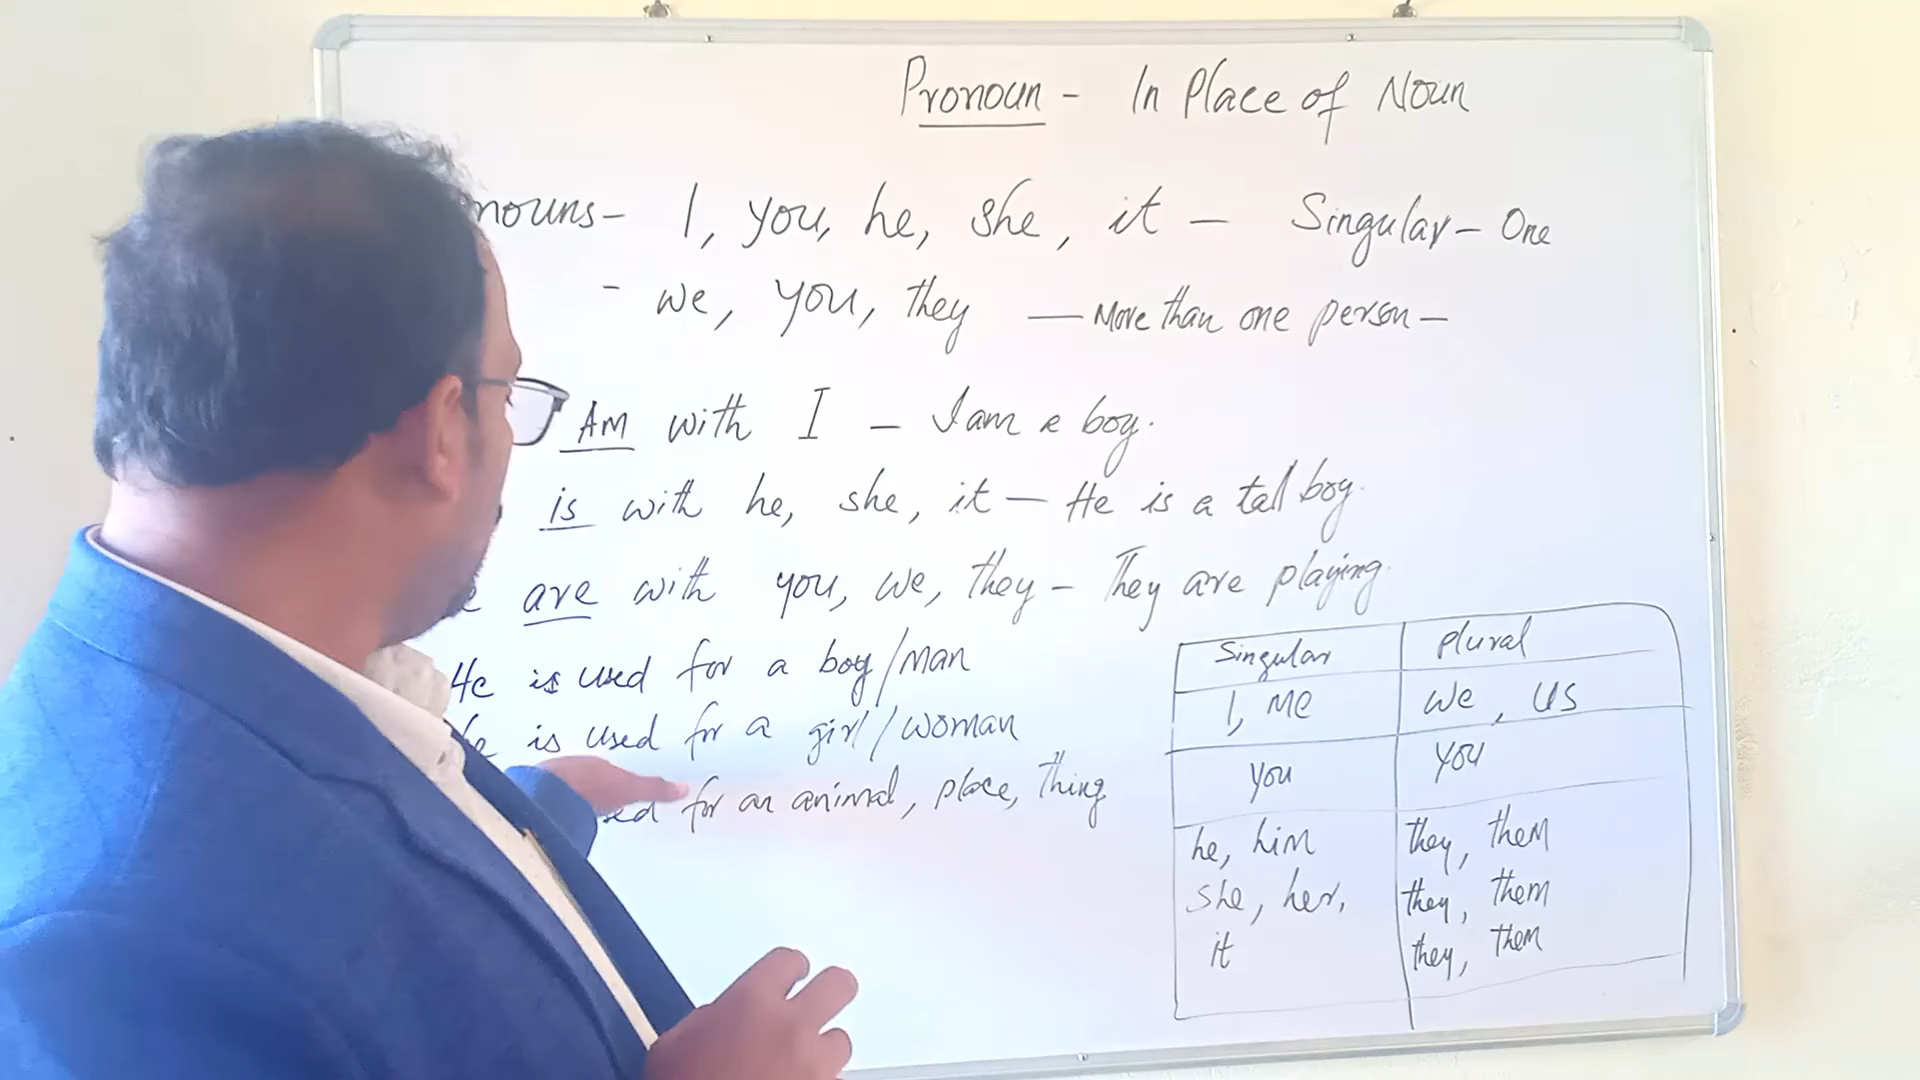 Pronoun - In Place of Noun
nouns- I, you, he, she, it - Singular - One
- we, you, they - More than one person -
AM with I - I am a boy.
is with he, she, it - He is a tall boy.
are with you, we, they - They are playing.
He is used for a boy/man
is used for a girl/woman
for an animal, place, thing
Singular plural
I, me we, us
you you
he, him they, them
she, her, they, them
it they, them